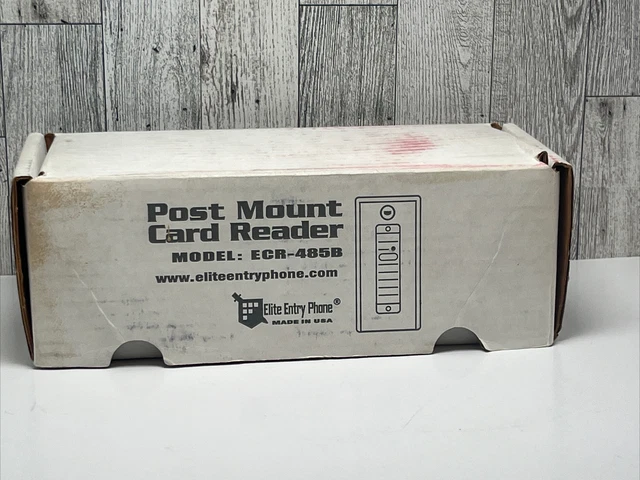 Post Mount
Card Reader
MODEL: ECR-485B
www.eliteentryphone.com
Elite Entry Phone®
MADE IN USA